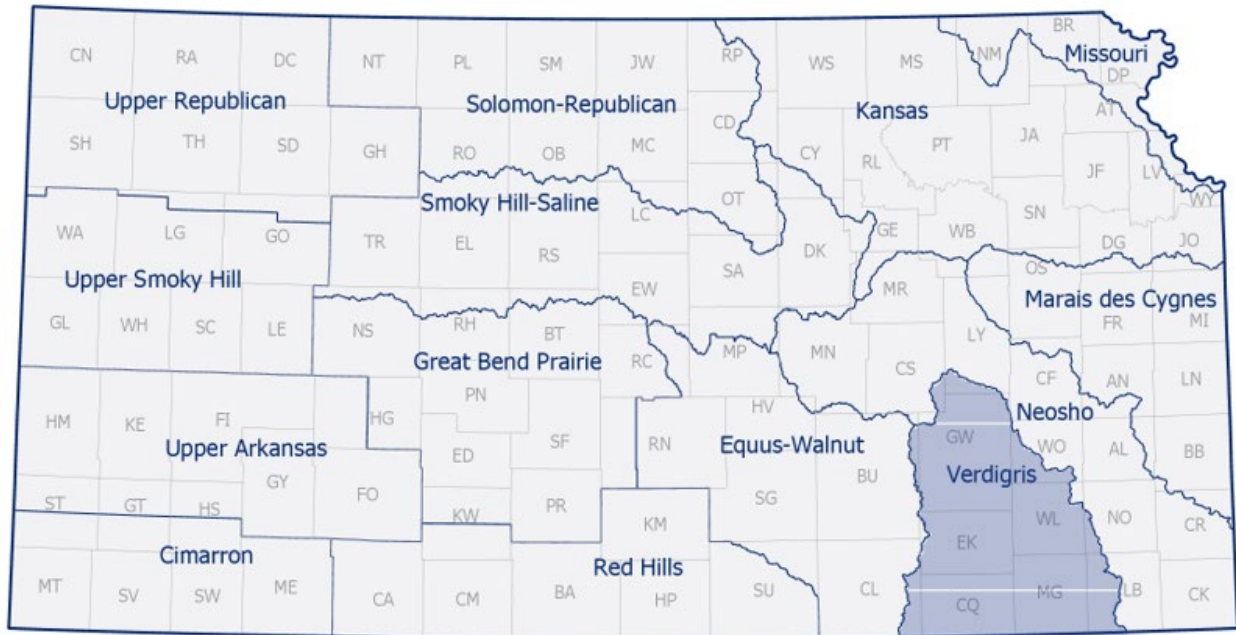 CN RA DC NT PL SM JW RP WS MS NM BR
Missouri
DP
Upper Republican Solomon-Republican Kansas
AT
SH TH SD GH RO OB MC CD CY RL PT JA JF LV
WY
Smoky Hill-Saline
LC OT GE WB SN DG JO
WA LG GO TR EL RS SA DK OS
Upper Smoky Hill EW MR Marais des Cygnes
GL WH SC LE NS RH BT LY FR MI
Great Bend Prairie RC MP MN CS CF AN LN
PN
HM KE FI HG HV Neosho
Upper Arkansas ED SF RN Equus-Walnut GW WO AL BB
GY FO BU Verdigris
ST GT HS KW PR SG KM WL NO CR
Cimarron Red Hills EK
MT SV SW ME CA CM BA HP SU CL CQ MG LB CK